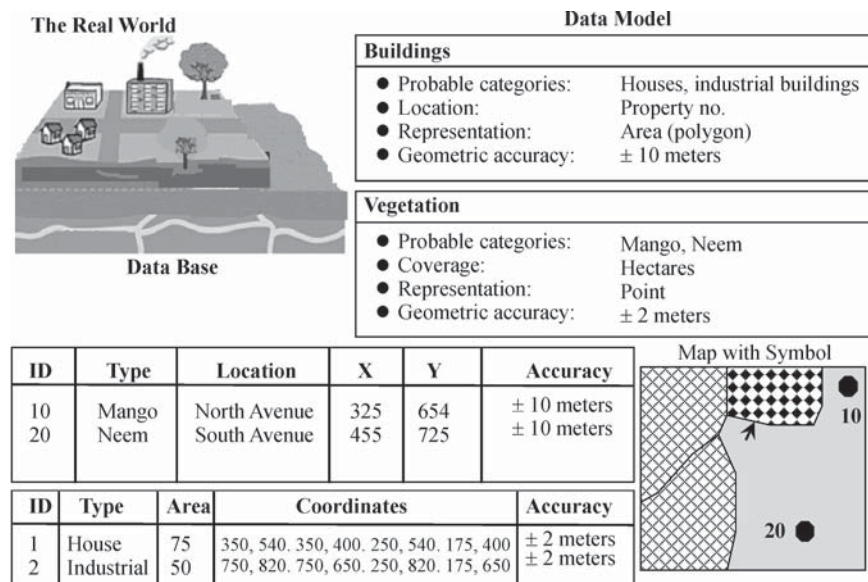 The Real World
Data Base
Data Model
Buildings
● Probable categories: Houses, industrial buildings
● Location: Property no.
● Representation: Area (polygon)
● Geometric accuracy: ± 10 meters
Vegetation
● Probable categories: Mango, Neem
● Coverage: Hectares
● Representation: Point
● Geometric accuracy: ± 2 meters
ID Type Location X Y Accuracy
10 Mango North Avenue 325 654 ± 10 meters
20 Neem South Avenue 455 725 ± 10 meters
ID Type Area Coordinates Accuracy
1 House 75 350, 540. 350, 400. 250, 540. 175, 400 ± 2 meters
2 Industrial 50 750, 820. 750, 650. 250, 820. 175, 650 ± 2 meters
Map with Symbol
10
20